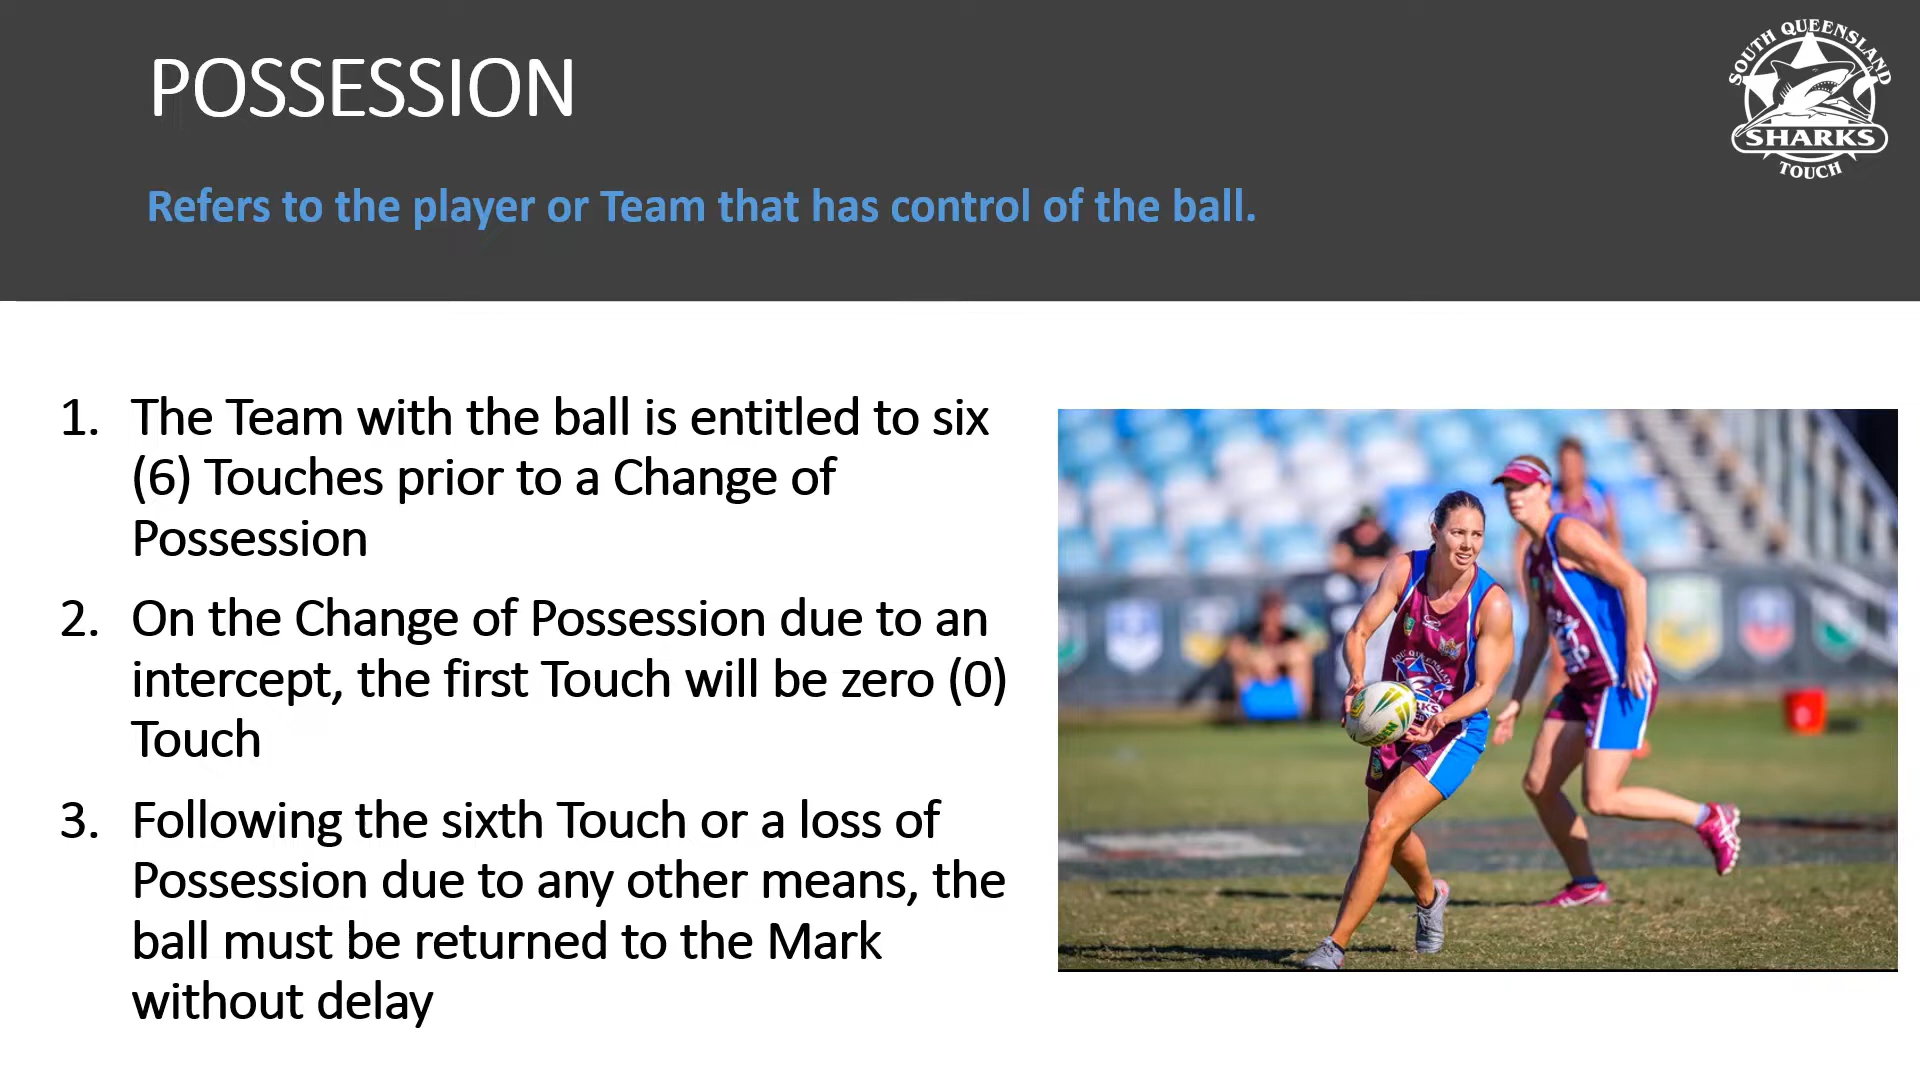 POSSESSION
SOUTH QUEENSLAND
SHARKS
TOUCH
Refers to the player or Team that has control of the ball.
1. The Team with the ball is entitled to six
(6) Touches prior to a Change of
Possession
2. On the Change of Possession due to an
intercept, the first Touch will be zero (0)
Touch
3. Following the sixth Touch or a loss of
Possession due to any other means, the
ball must be returned to the Mark
without delay